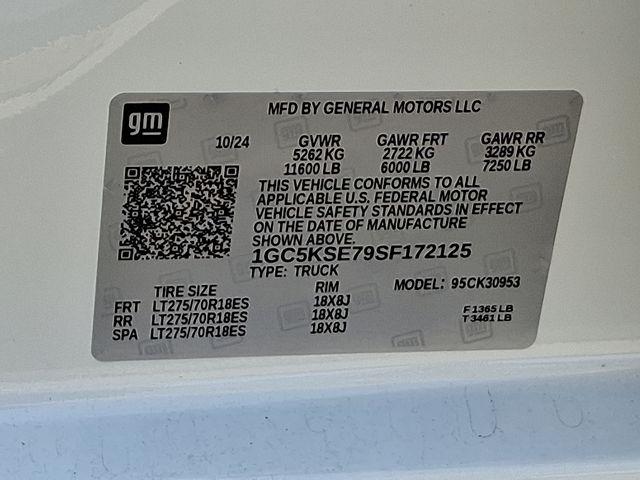 gm
MFD BY GENERAL MOTORS LLC
10/24 GVWR GAWR FRT GAWR RR
5262 KG 2722 KG 3289 KG
11600 LB 6000 LB 7250 LB
THIS VEHICLE CONFORMS TO ALL
APPLICABLE U.S. FEDERAL MOTOR
VEHICLE SAFETY STANDARDS IN EFFECT
ON THE DATE OF MANUFACTURE
SHOWN ABOVE.
1GC5KSE79SF172125
TYPE: TRUCK
MODEL: 95CK30953
TIRE SIZE RIM
FRT LT275/70R18ES 18X8J
RR LT275/70R18ES 18X8J
SPA LT275/70R18ES 18X8J
F 1365 LB
T 3461 LB